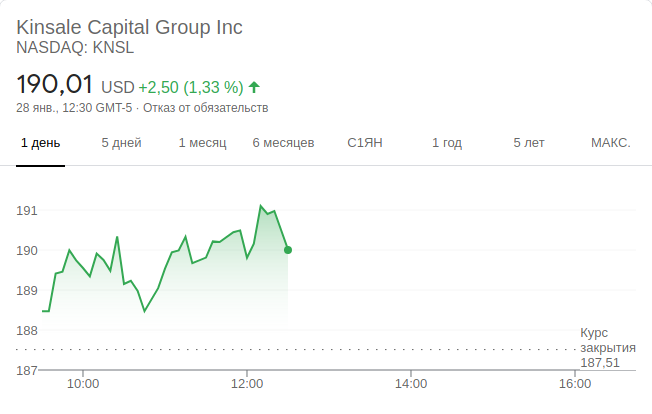 Kinsale Capital Group Inc
NASDAQ: KNSL
190,01 USD +2,50 (1,33 %)
28 янв., 12:30 GMT-5 · Отказ от обязательств
1 день 5 дней 1 месяц 6 месяцев С1ЯН 1 год 5 лет МАКС.
191
190
189
188
Курс
закрытия
187,51
187
10:00 12:00 14:00 16:00